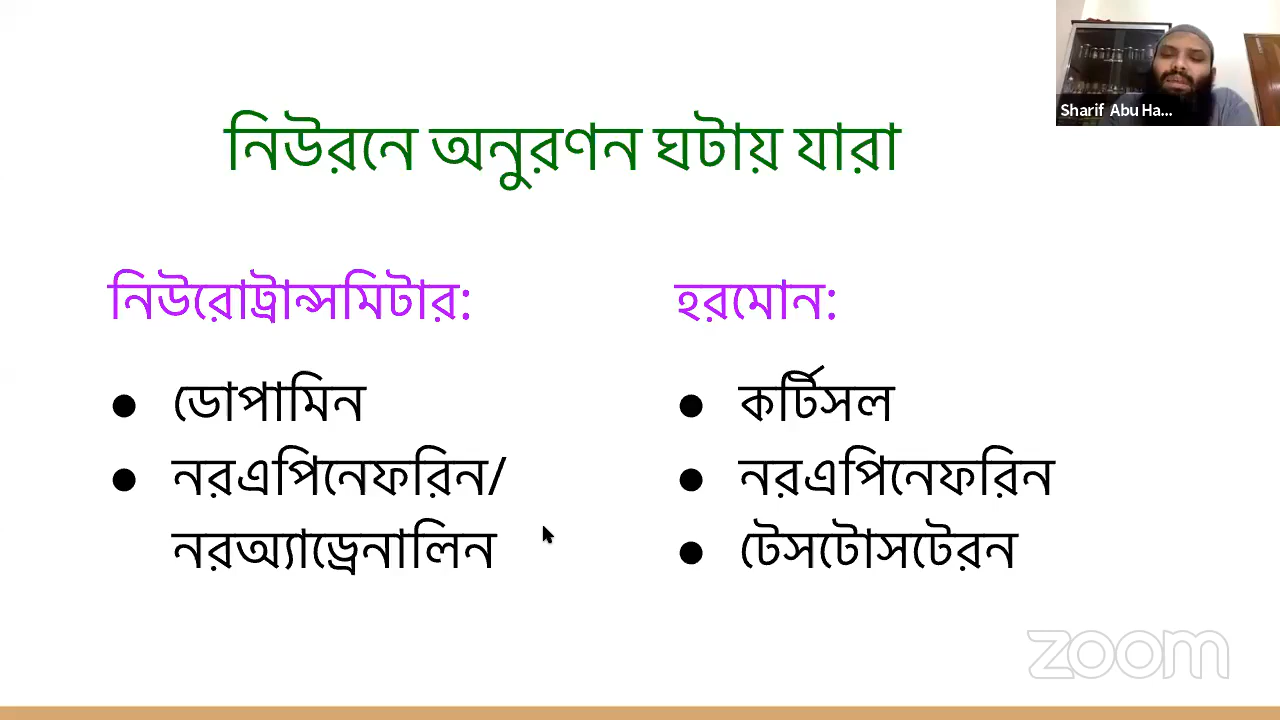 Sharif Abu Ha...
নিউরনে অনুরণন ঘটায় যারা
নিউরোট্রান্সমিটার:
● ডোপামিন
● নরএপিনেফরিন/
নরঅ্যাড্রেনালিন
হরমোন:
● কর্টিসল
● নরএপিনেফরিন
● টেসটোসটেরন
zoom